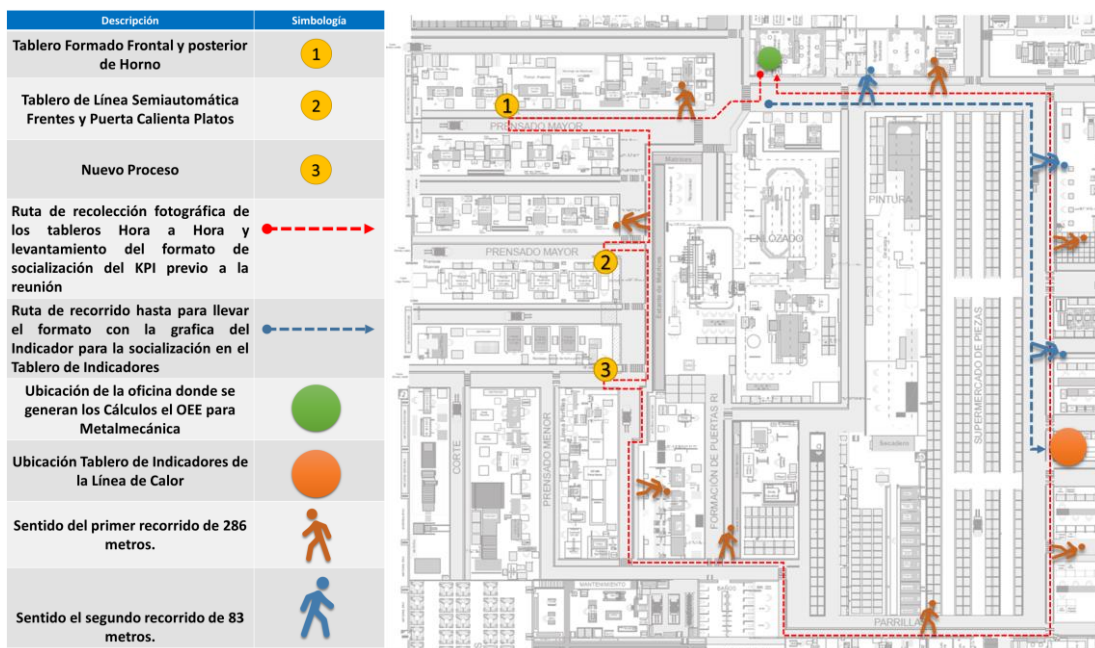 Descripción
Simbología
Tablero Formado Frontal y posterior
de Horno
1
Tablero de Línea Semiautomática
Frentes y Puerta Calienta Platos
2
Nuevo Proceso
3
Ruta de recolección fotográfica de
los tableros Hora a Hora y
levantamiento del formato de
socialización del KPI previo a la
reunión
Ruta de recorrido hasta para llevar
el formato con la grafica del
Indicador para la socialización en el
Tablero de Indicadores
Ubicación de la oficina donde se
generan los Cálculos el OEE para
Metalmecánica
Ubicación Tablero de Indicadores de
la Línea de Calor
Sentido del primer recorrido de 286
metros.
Sentido el segundo recorrido de 83
metros.
1
PRENSADO MAYOR
Matrices
PINTURA
ENLOZADO
PRENSADO MAYOR
2
3
SUPERMERCADO DE PIEZAS
CORTE
PRENSADO MENOR
FORMACIÓN DE PUERTAS RI
Secadero
MANTENIMIENTO
BAÑOS
PARRILLA